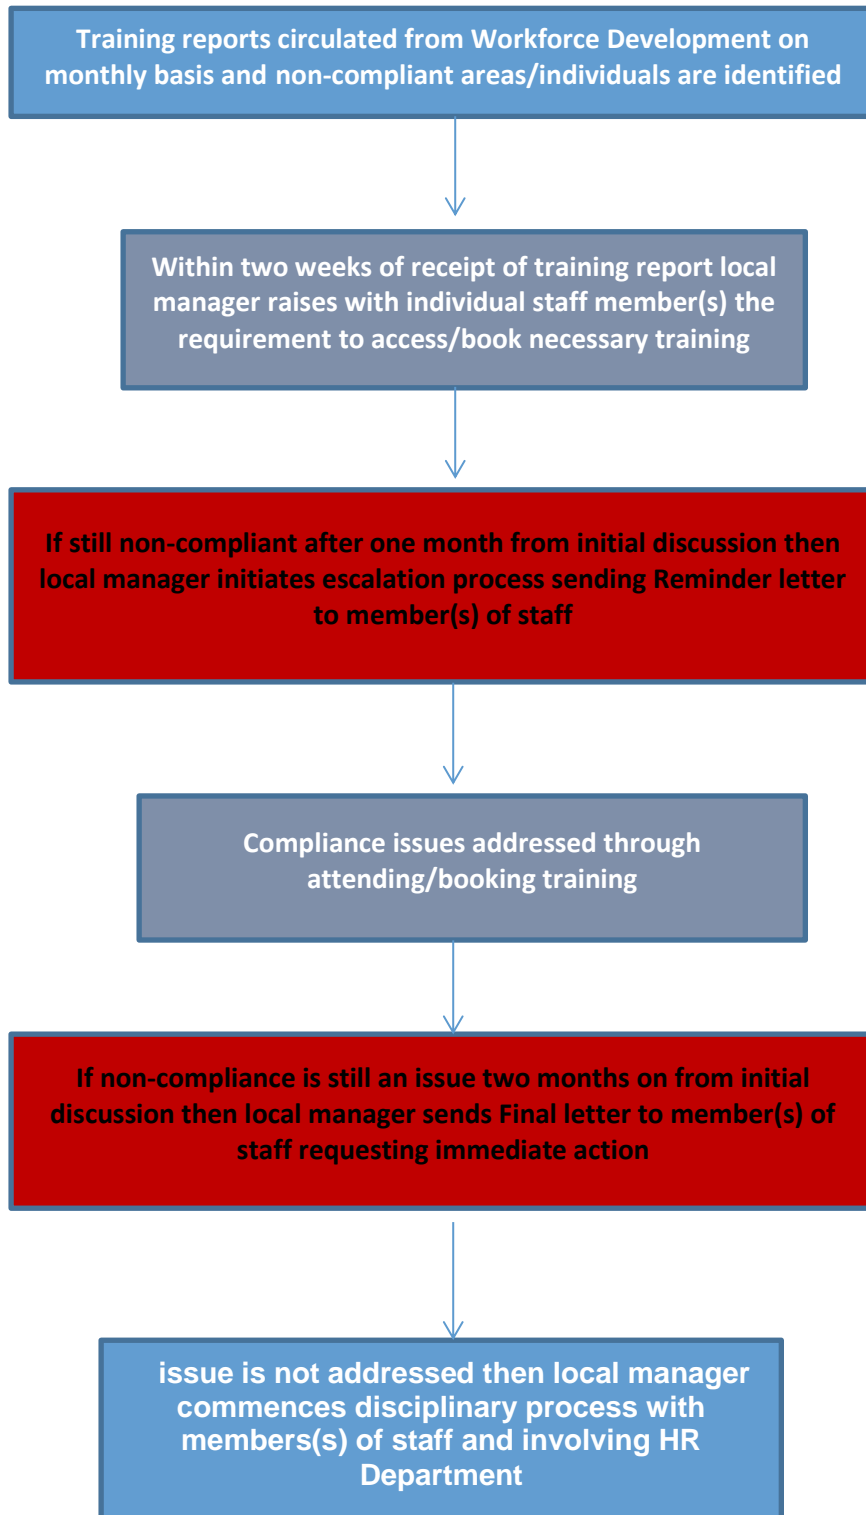 Training reports circulated from Workforce Development on
monthly basis and non-compliant areas/individuals are identified
Within two weeks of receipt of training report local
manager raises with individual staff member(s) the
requirement to access/book necessary training
If still non-compliant after one month from initial discussion then
local manager initiates escalation process sending Reminder letter
to member(s) of staff
Compliance issues addressed through
attending/booking training
If non-compliance is still an issue two months on from initial
discussion then local manager sends Final letter to member(s) of
staff requesting immediate action
issue is not addressed then local manager
commences disciplinary process with
members(s) of staff and involving HR
Department